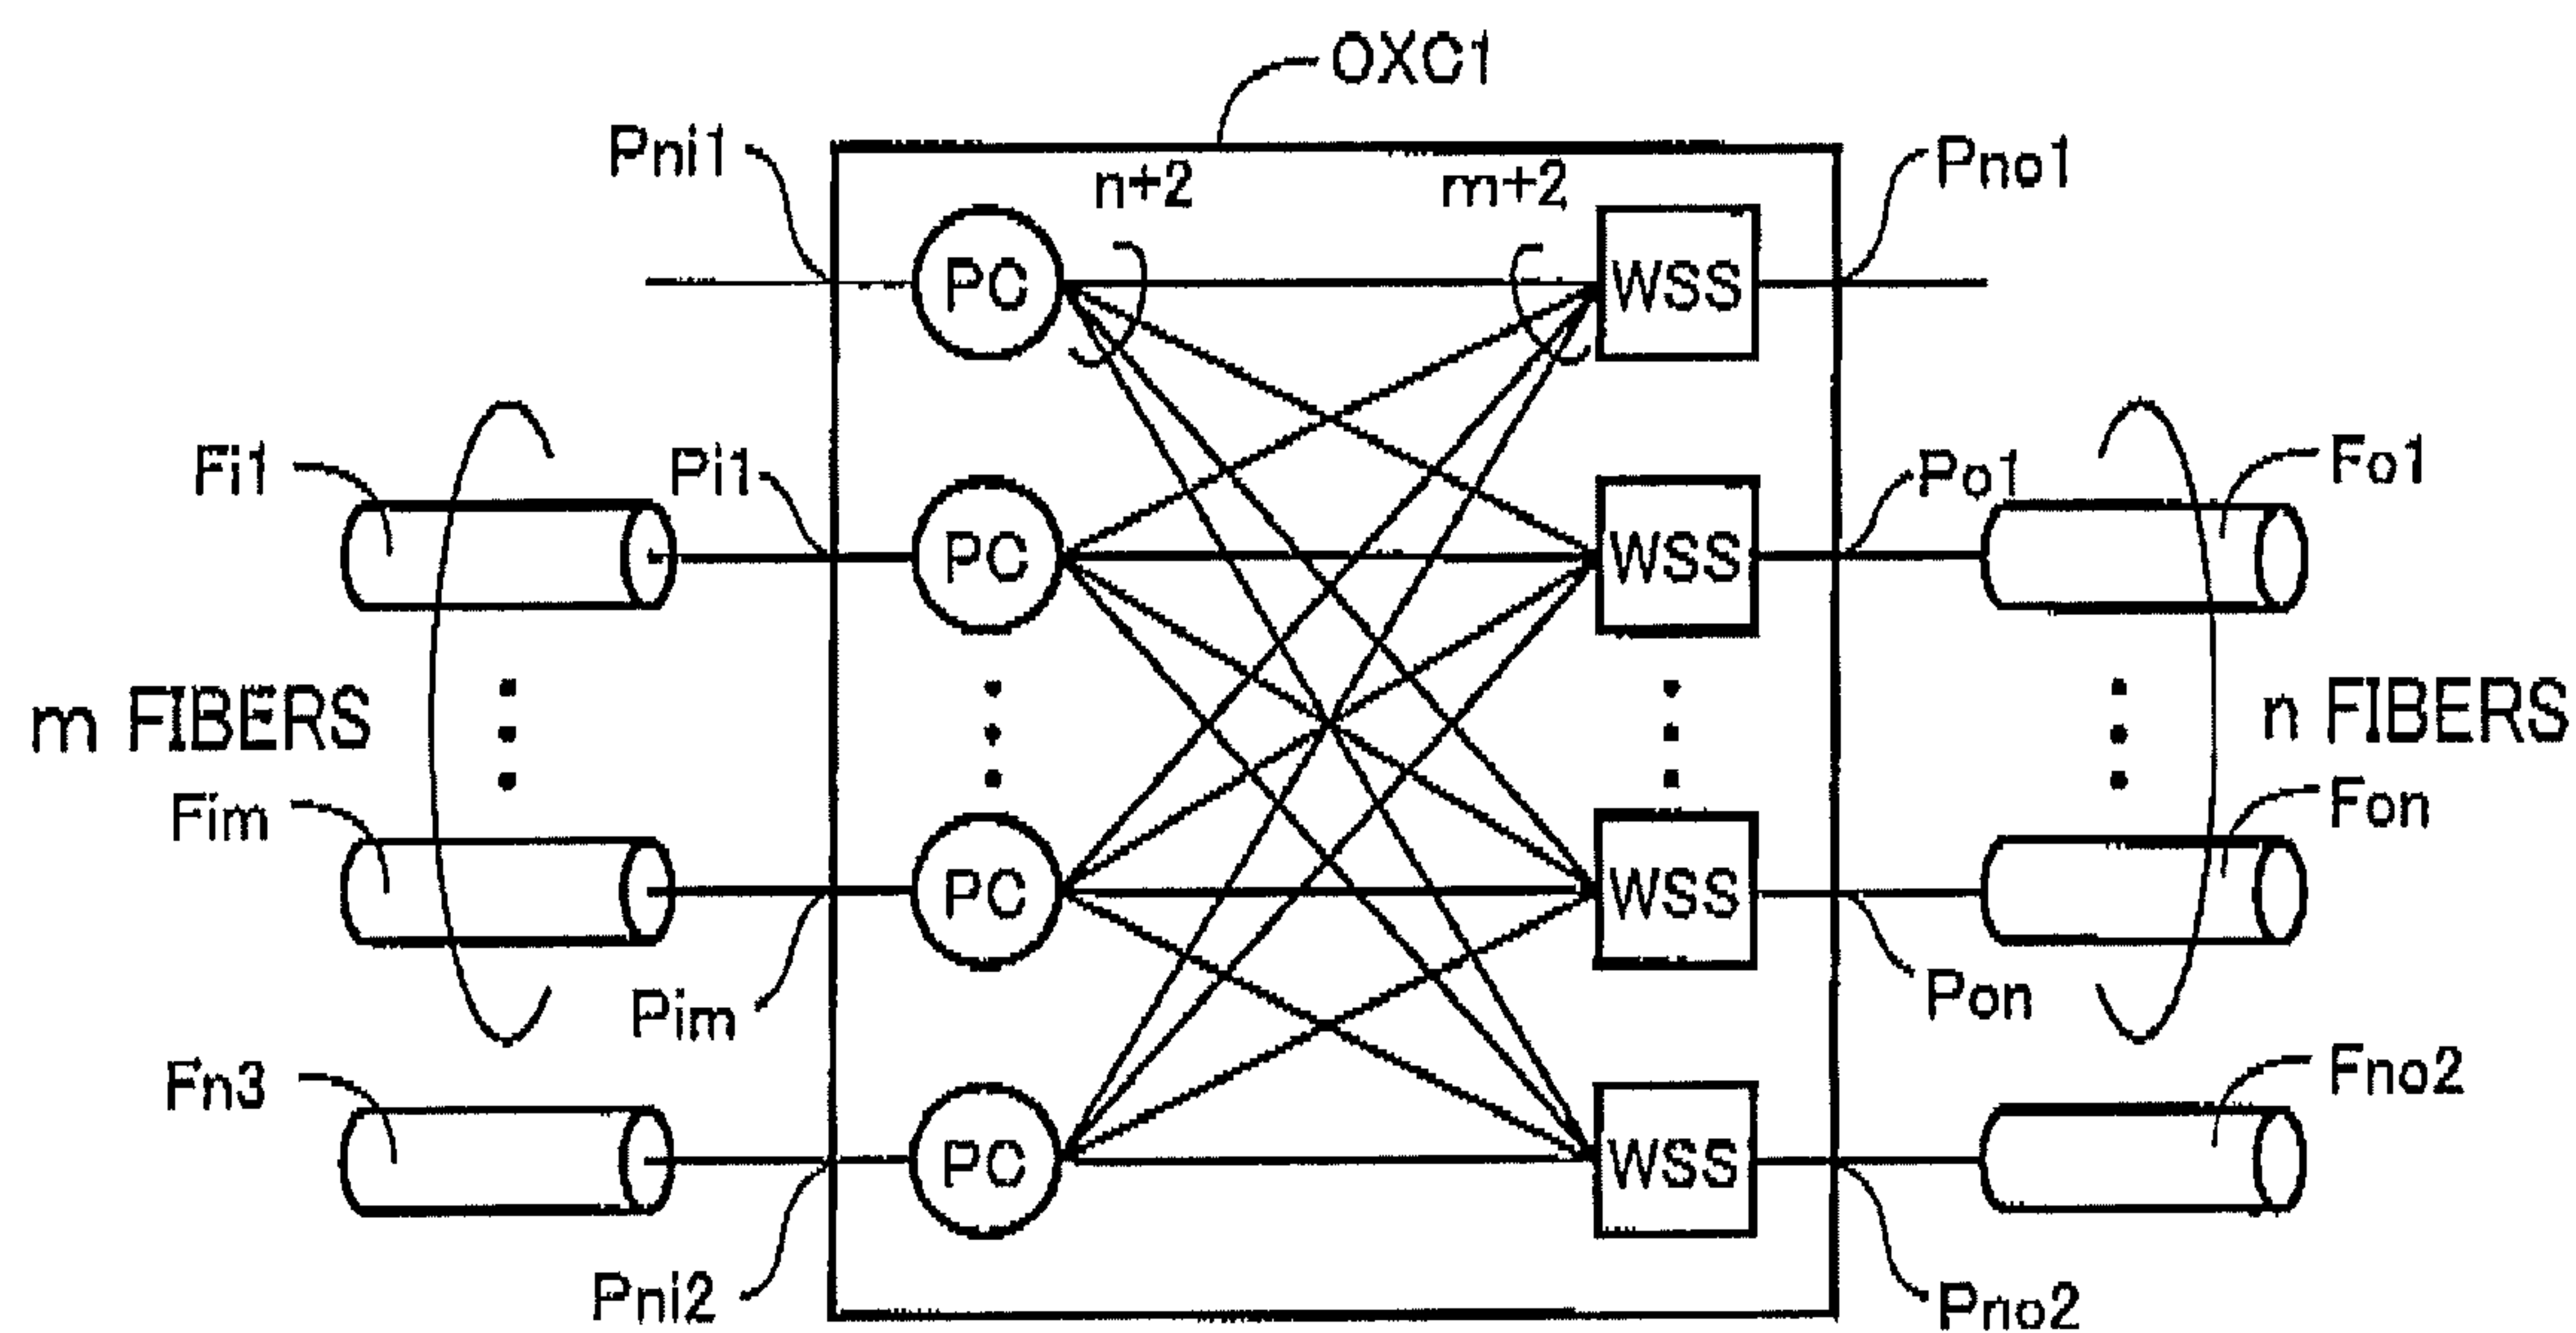 OXC1
Pni1
n+2
m+2
Pno1
PC
WSS
Fi1
Pi1
PC
WSS
Po1
Fo1
m FIBERS
n FIBERS
Fim
PC
WSS
Fon
Pim
Pon
Fn3
PC
WSS
Fno2
Pni2
Pno2